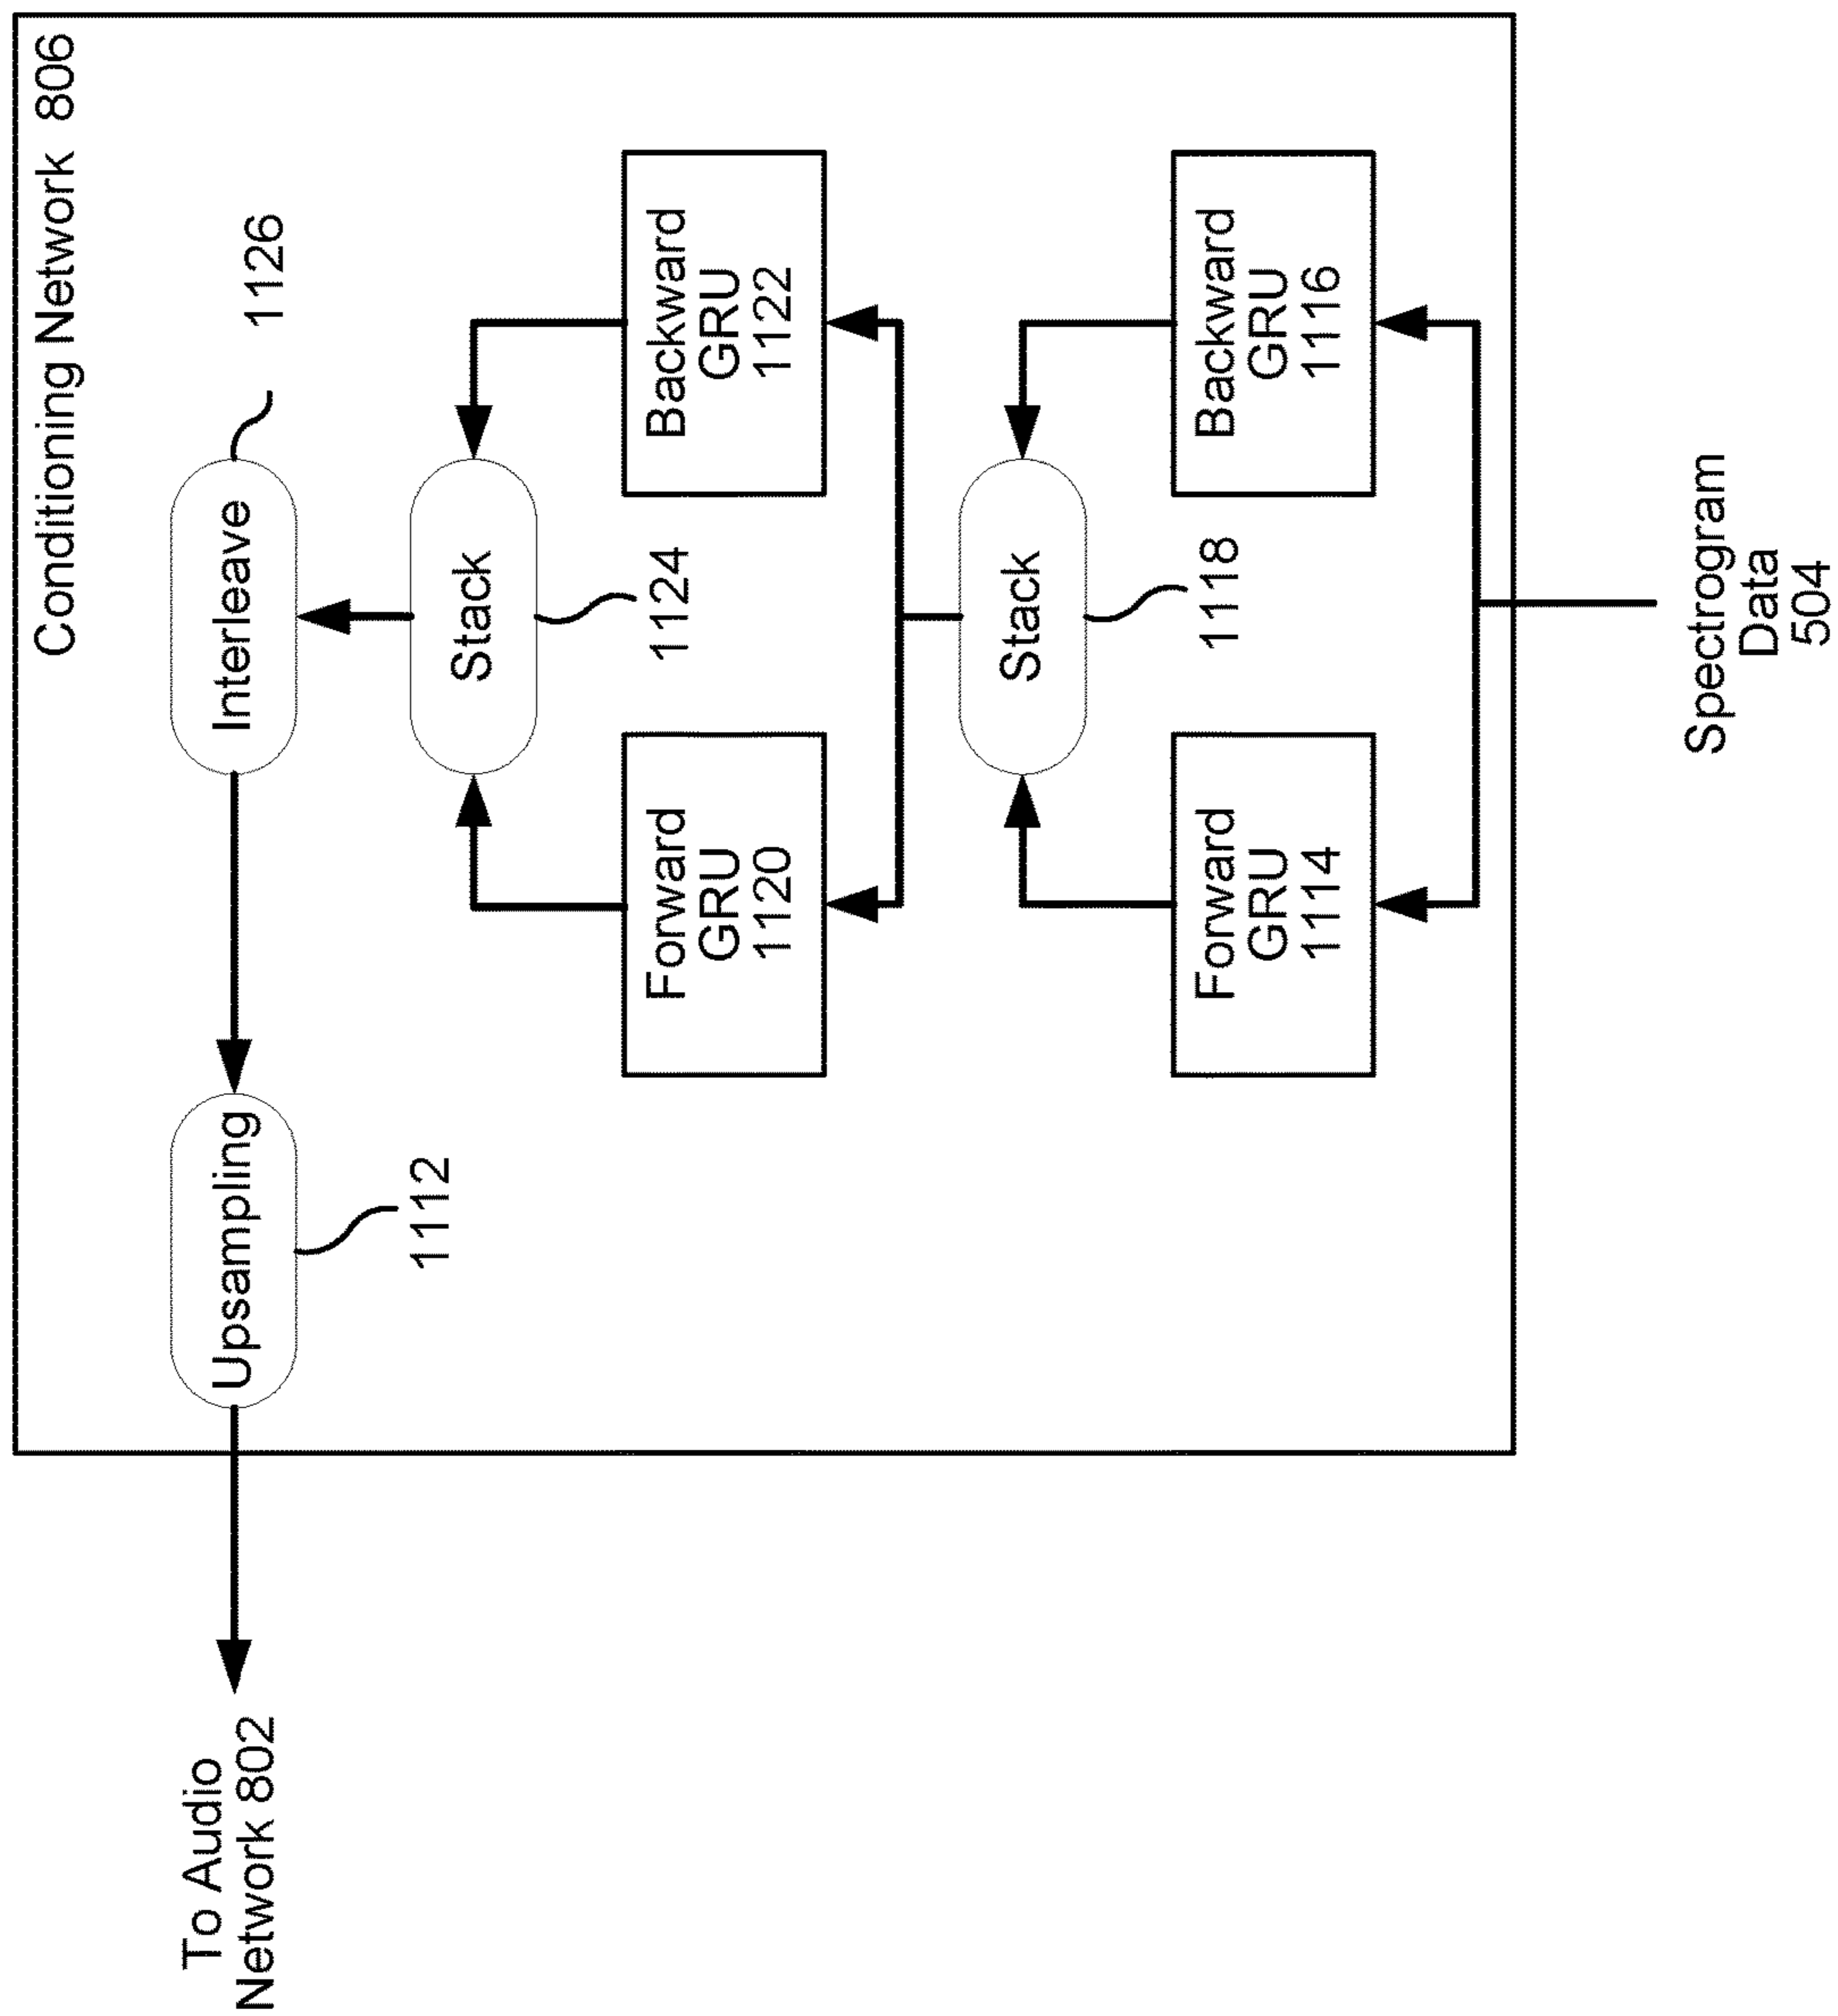 Conditioning Network 806
To Audio
Network 802
Upsampling
1112
Interleave
1126
Stack
1124
Forward
GRU
1120
Backward
GRU
1122
Stack
1118
Forward
GRU
1114
Backward
GRU
1116
Spectrogram
Data
504